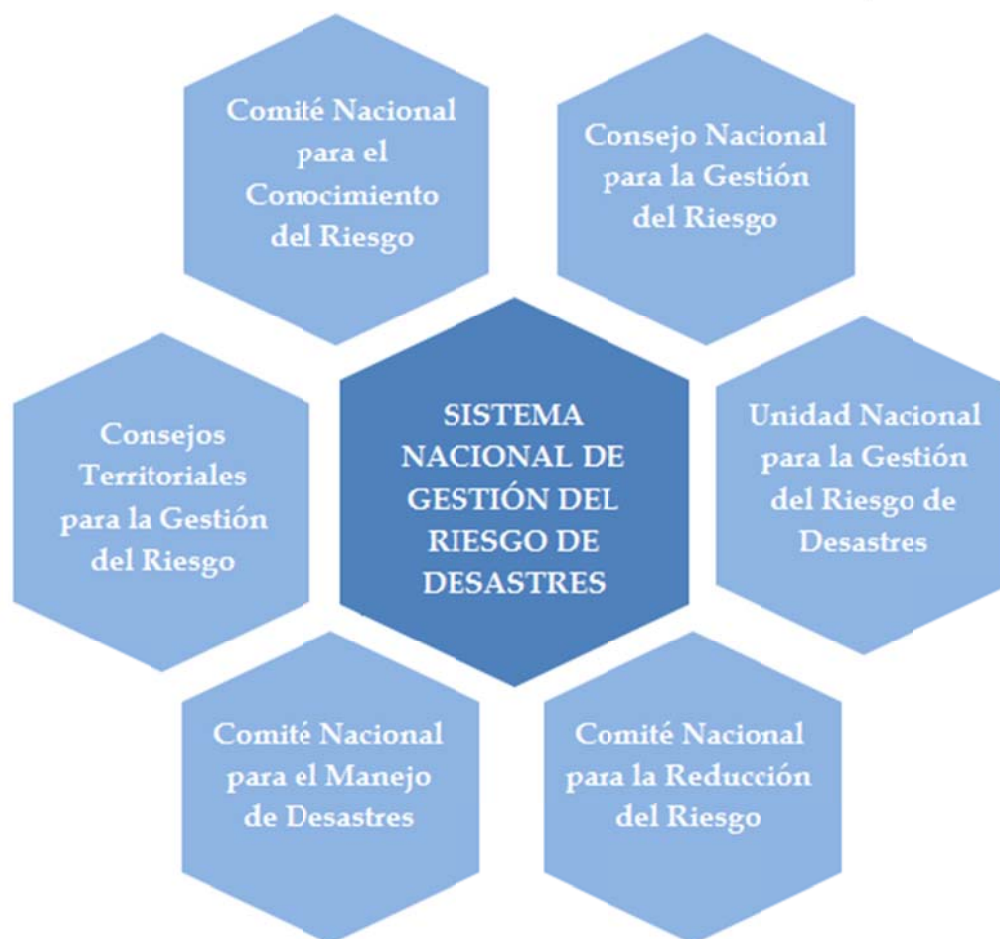 Comité Nacional
para el
Conocimiento
del Riesgo
Consejo Nacional
para la Gestión
del Riesgo
Consejos
Territoriales
para la Gestión
del Riesgo
SISTEMA
NACIONAL DE
GESTIÓN DEL
RIESGO DE
DESASTRES
Unidad Nacional
para la Gestión
del Riesgo de
Desastres
Comité Nacional
para el Manejo
de Desastres
Comité Nacional
para la Reducción
del Riesgo